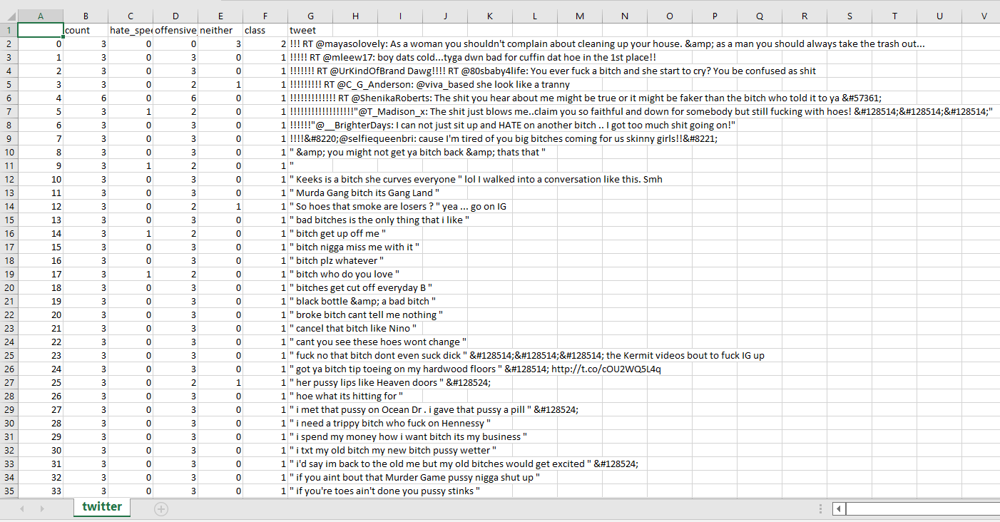 A B C D E F G H I J K L M N O P Q R S T U V
1 count hate_spee offensive_ neither class tweet
2 0 3 0 0 3 2 !!! RT @mayasolovely: As a woman you shouldn't complain about cleaning up your house. &amp; as a man you should always take the trash out...
3 1 3 0 3 0 1 !!!!! RT @mleew17: boy dats cold...tyga dwn bad for cuffin dat hoe in the 1st place!!
4 2 3 0 3 0 1 !!!!!!! RT @UrKindOfBrand Dawg!!!! RT @80sbaby4life: You ever fuck a bitch and she start to cry? You be confused as shit
5 3 3 0 2 1 1 !!!!!!!!! RT @C_G_Anderson: @viva_based she look like a tranny
6 4 6 0 6 0 1 !!!!!!!!!!!!! RT @ShenikaRoberts: The shit you hear about me might be true or it might be faker than the bitch who told it to ya &#57361;
7 5 3 1 2 0 1 !!!!!!!!!!!!!!!!!!"@T_Madison_x: The shit just blows me..claim you so faithful and down for somebody but still fucking with hoes! &#128514;&#128514;&#128514;"
8 6 3 0 3 0 1 !!!!!!"@__BrighterDays: I can not just sit up and HATE on another bitch .. I got too much shit going on!"
9 7 3 0 3 0 1 !!!!&#8220;@selfiequeenbri: cause I'm tired of you big bitches coming for us skinny girls!!&#8221;
10 8 3 0 3 0 1 " &amp; you might not get ya bitch back &amp; thats that "
11 9 3 1 2 0 1 "
12 10 3 0 3 0 1 " Keeks is a bitch she curves everyone " lol I walked into a conversation like this. Smh
13 11 3 0 3 0 1 " Murda Gang bitch its Gang Land "
14 12 3 0 2 1 1 " So hoes that smoke are losers ? " yea ... go on IG
15 13 3 0 3 0 1 " bad bitches is the only thing that i like "
16 14 3 1 2 0 1 " bitch get up off me "
17 15 3 0 3 0 1 " bitch nigga miss me with it "
18 16 3 0 3 0 1 " bitch plz whatever "
19 17 3 1 2 0 1 " bitch who do you love "
20 18 3 0 3 0 1 " bitches get cut off everyday B "
21 19 3 0 3 0 1 " black bottle &amp; a bad bitch "
22 20 3 0 3 0 1 " broke bitch cant tell me nothing "
23 21 3 0 3 0 1 " cancel that bitch like Nino "
24 22 3 0 3 0 1 " cant you see these hoes wont change "
25 23 3 0 3 0 1 " fuck no that bitch dont even suck dick " &#128514;&#128514;&#128514; the Kermit videos bout to fuck IG up
26 24 3 0 3 0 1 " got ya bitch tip toeing on my hardwood floors " &#128514; http://t.co/cOU2WQ5L4q
27 25 3 0 2 1 1 " her pussy lips like Heaven doors " &#128524;
28 26 3 0 3 0 1 " hoe what its hitting for "
29 27 3 0 3 0 1 " i met that pussy on Ocean Dr . i gave that pussy a pill " &#128524;
30 28 3 0 3 0 1 " i need a trippy bitch who fuck on Hennessy "
31 29 3 0 3 0 1 " i spend my money how i want bitch its my business "
32 30 3 0 3 0 1 " i txt my old bitch my new bitch pussy wetter "
33 31 3 0 3 0 1 " i'd say im back to the old me but my old bitches would get excited " &#128524;
34 32 3 0 3 0 1 " if you aint bout that Murder Game pussy nigga shut up "
35 33 3 0 3 0 1 " if you're toes ain't done you pussy stinks "
twitter